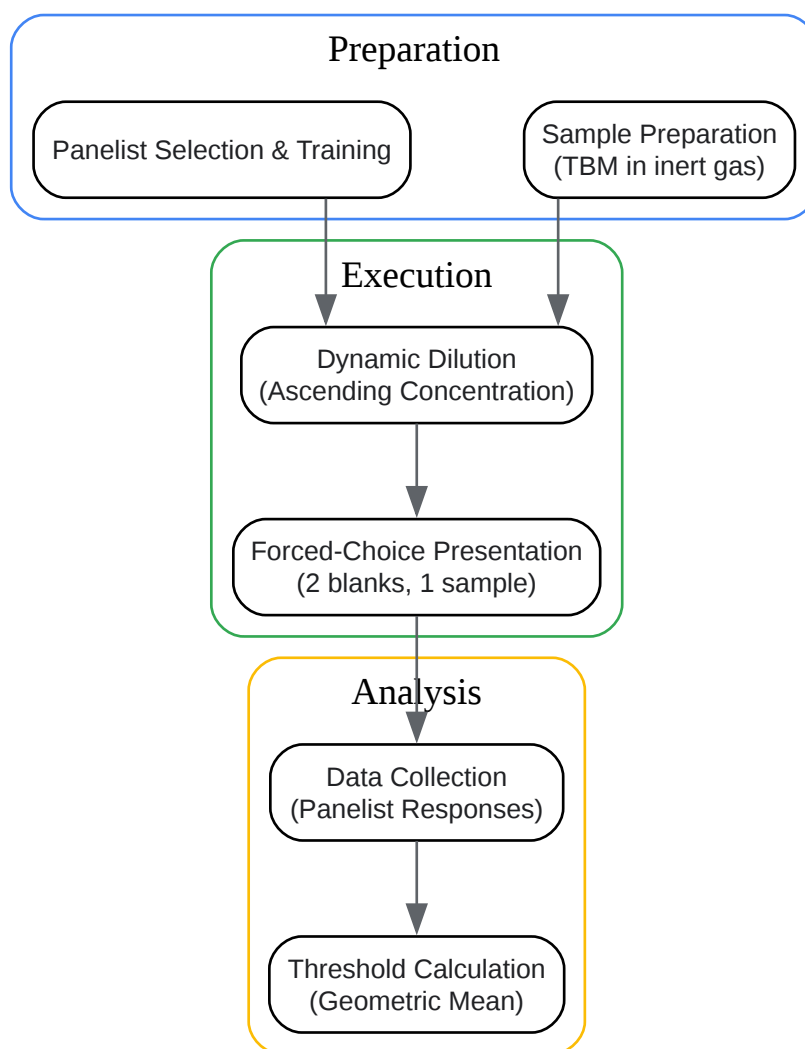 Preparation
Panelist Selection & Training
Sample Preparation
(TBM in inert gas)
Execution
Dynamic Dilution
(Ascending Concentration)
Forced-Choice Presentation
(2 blanks, 1 sample)
Analysis
Data Collection
(Panelist Responses)
Threshold Calculation
(Geometric Mean)